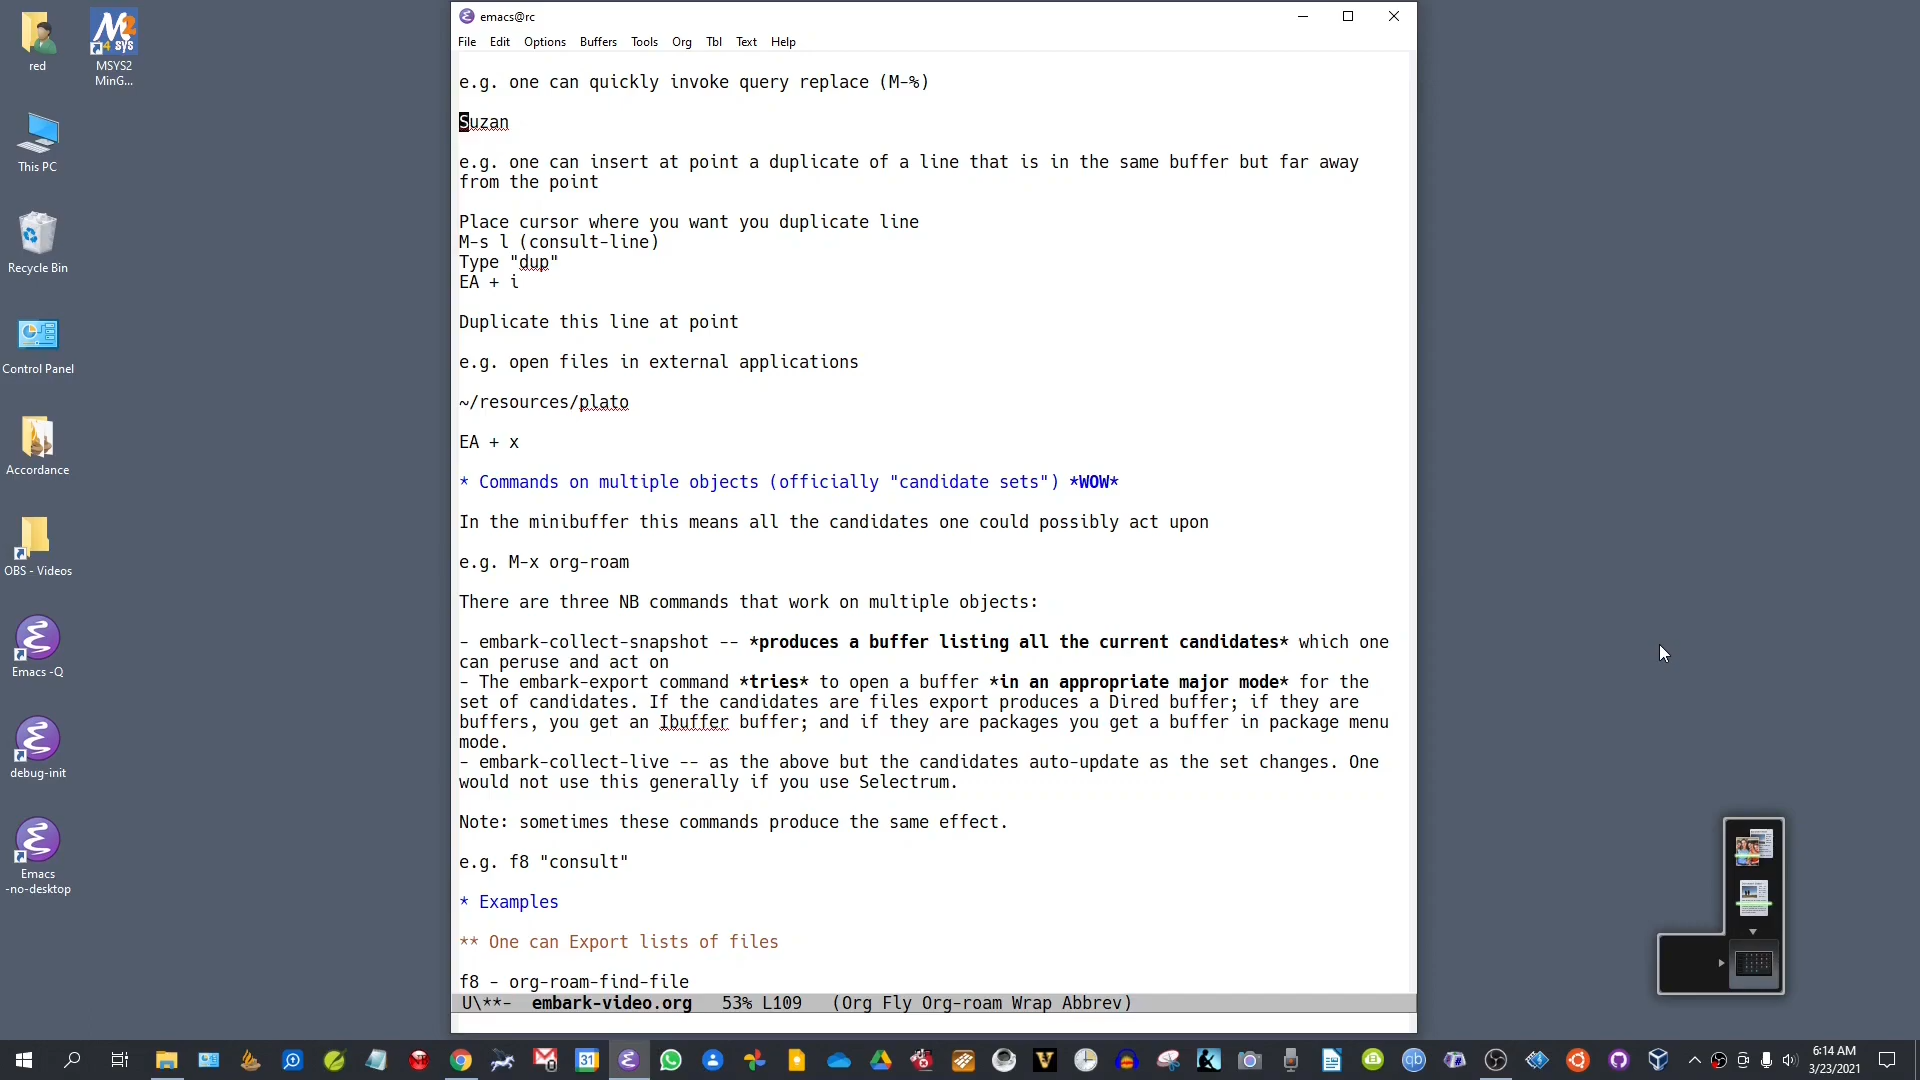 emacs@rc
File Edit Options Buffers Tools Org Tbl Text Help
e.g. one can quickly invoke query replace (M-%)
Suzan
e.g. one can insert at point a duplicate of a line that is in the same buffer but far away
from the point
Place cursor where you want you duplicate line
M-s l (consult-line)
Type "dup"
EA + i
Duplicate this line at point
e.g. open files in external applications
~/resources/plato
EA + x
* Commands on multiple objects (officially "candidate sets") *WOW*
In the minibuffer this means all the candidates one could possibly act upon
e.g. M-x org-roam
There are three NB commands that work on multiple objects:
- embark-collect-snapshot -- *produces a buffer listing all the current candidates* which one
can peruse and act on
- The embark-export command *tries* to open a buffer *in an appropriate major mode* for the
set of candidates. If the candidates are files export produces a Dired buffer; if they are
buffers, you get an Ibuffer buffer; and if they are packages you get a buffer in package menu
mode.
- embark-collect-live -- as the above but the candidates auto-update as the set changes. One
would not use this generally if you use Selectrum.
Note: sometimes these commands produce the same effect.
e.g. f8 "consult"
* Examples
** One can Export lists of files
f8 - org-roam-find-file
U\**- embark-video.org 53% L109 (Org Fly Org-roam Wrap Abbrev)
red
MSYS2
MinG...
This PC
Recycle Bin
Control Panel
Accordance
OBS - Videos
Emacs -Q
debug-init
Emacs
-no-desktop
6:14 AM
3/23/2021